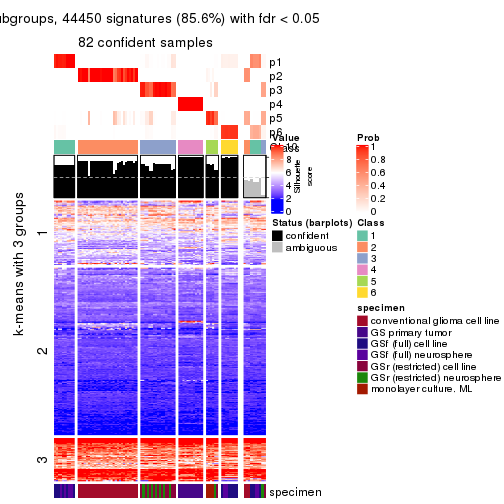 ubgroups, 44450 signatures (85.6%) with fdr < 0.05
82 confident samples
p1
p2
p3
p4
p5
p6
k-means with 3 groups
1
2
3
Value
8
6
4
2
0
Silhouette
score
Prob
1
0.8
0.6
0.4
0.2
0
Status (barplots)
confident
ambiguous
Class
1
2
3
4
5
6
specimen
conventional glioma cell line
GS primary tumor
GSf (full) cell line
GSf (full) neurosphere
GSr (restricted) cell line
GSr (restricted) neurosphere
monolayer culture, ML
specimen